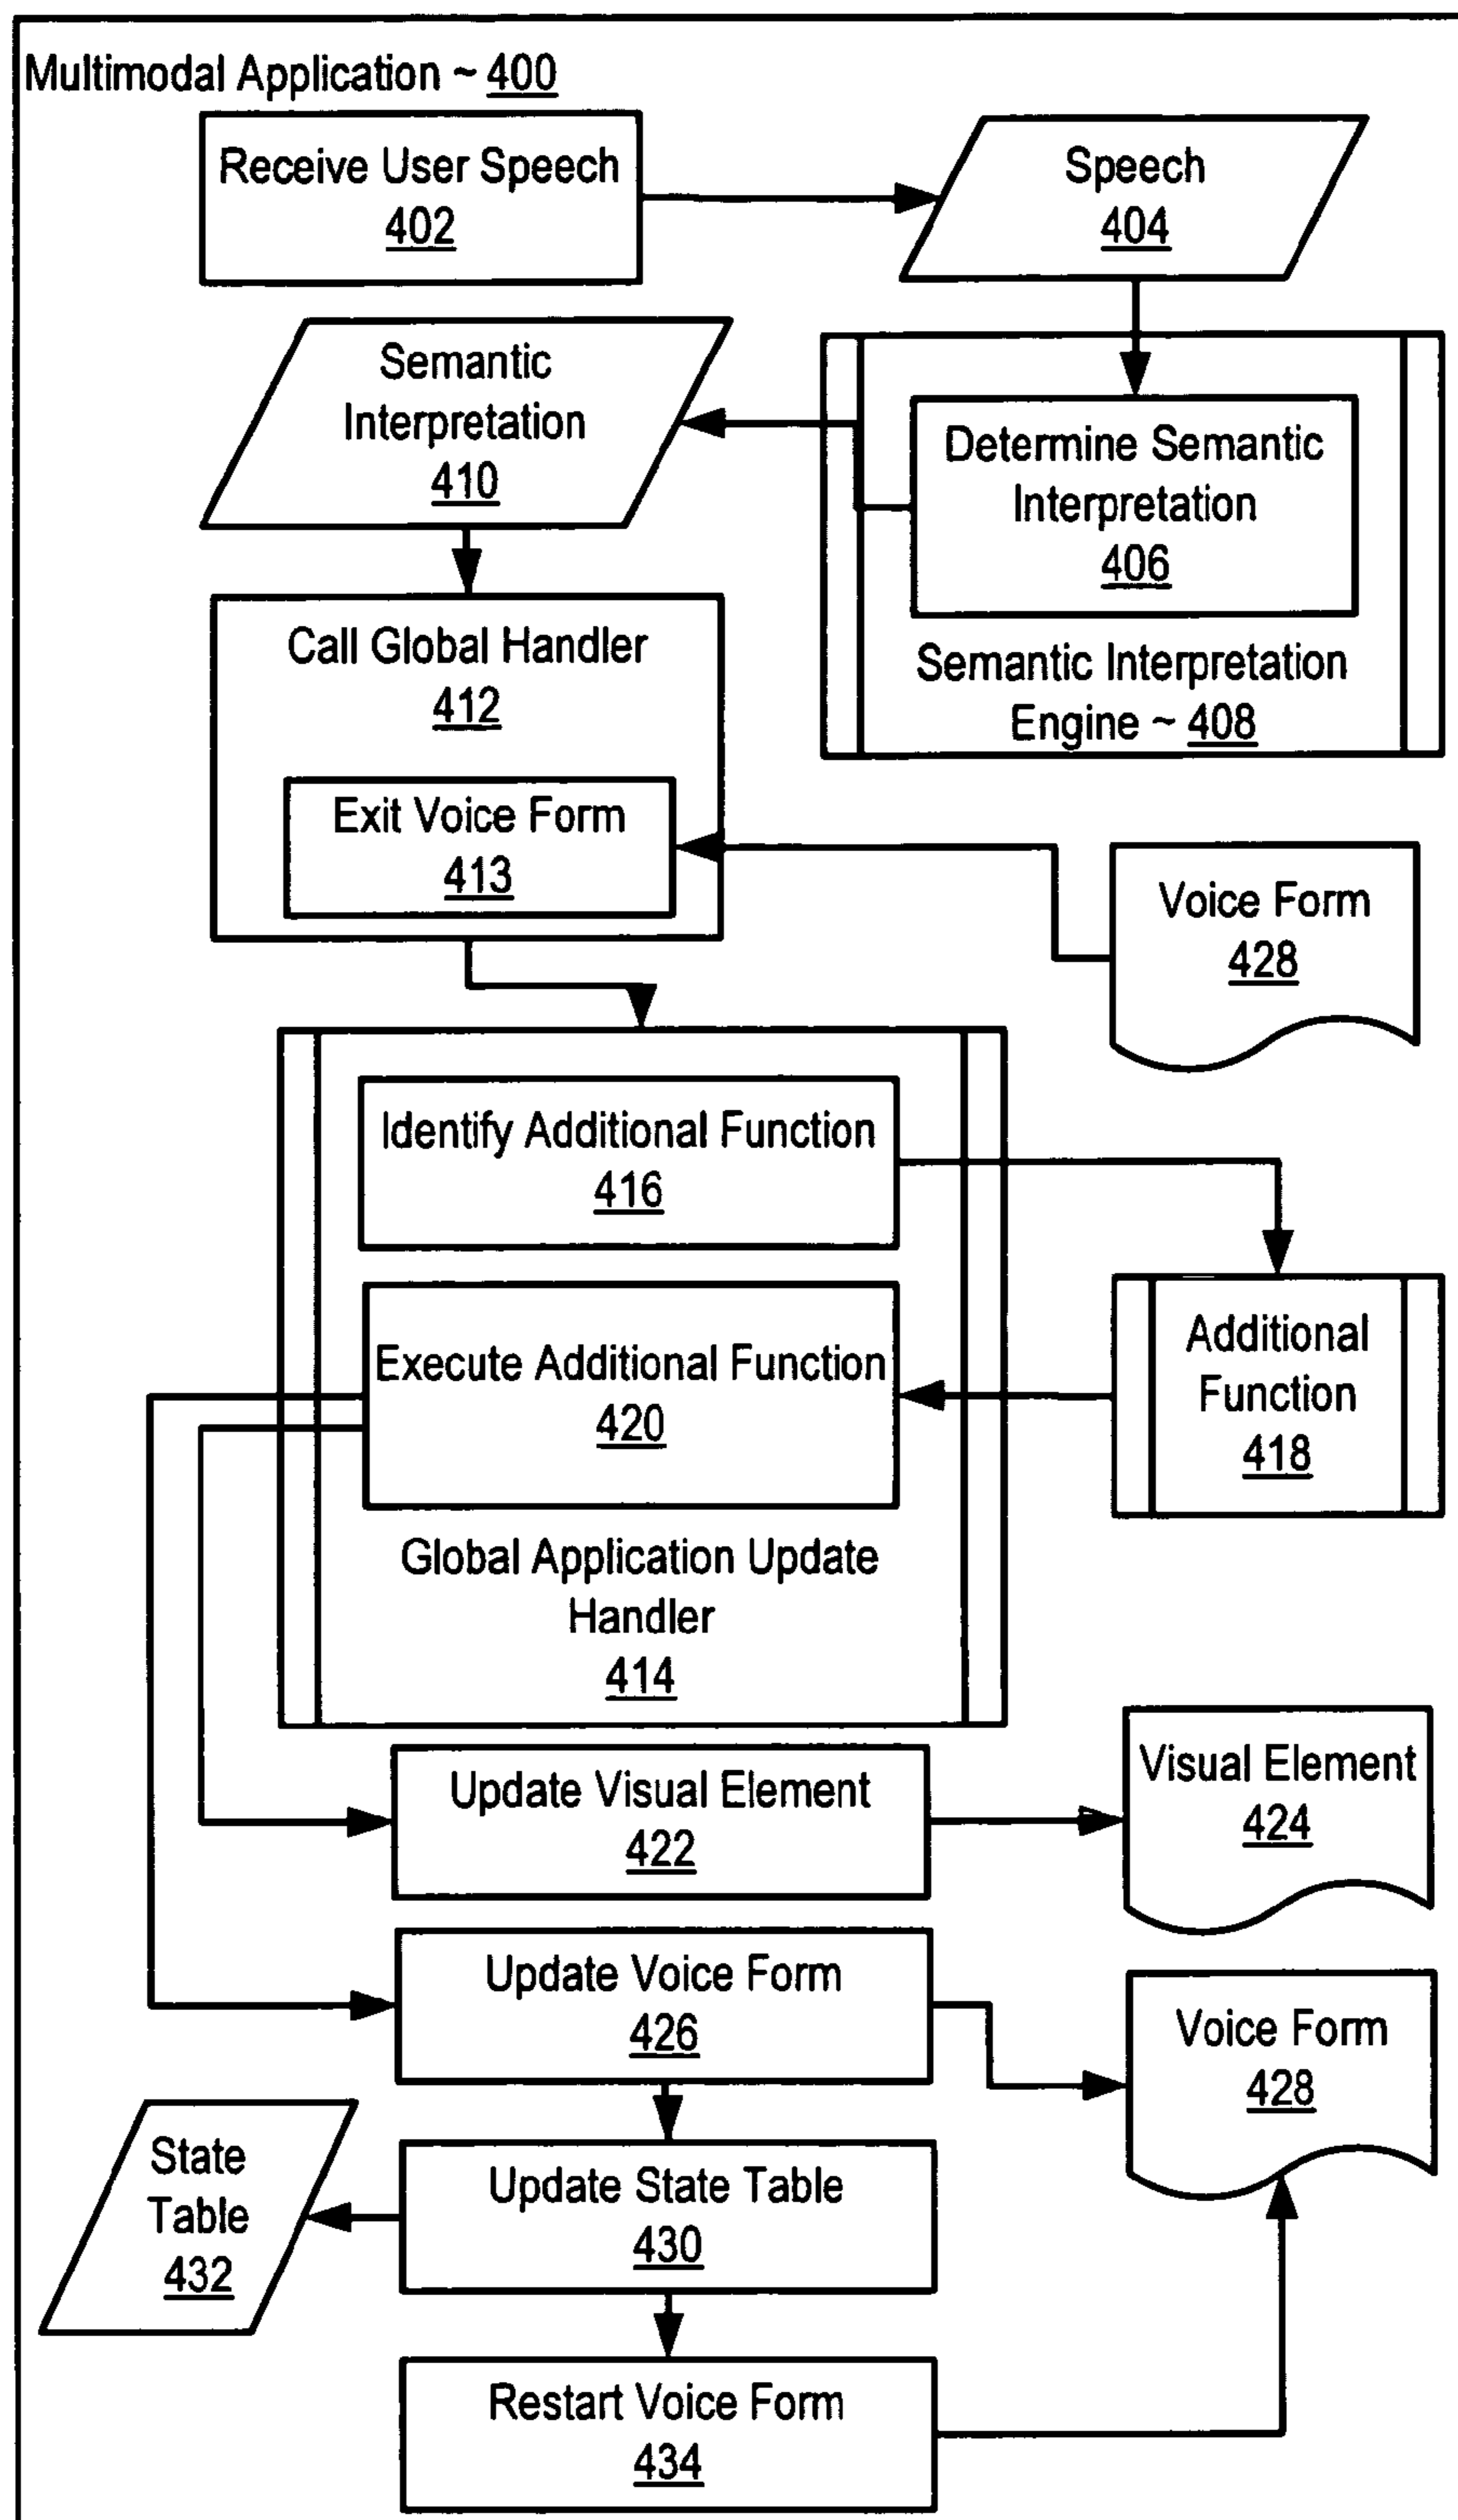 Multimodal Application ~ 400
Receive User Speech
402
Speech
404
Semantic
Interpretation
410
Determine Semantic
Interpretation
406
Semantic Interpretation
Engine ~ 408
Call Global Handler
412
Exit Voice Form
413
Voice Form
428
Identify Additional Function
416
Execute Additional Function
420
Additional
Function
418
Global Application Update
Handler
414
Update Visual Element
422
Visual Element
424
Update Voice Form
426
Voice Form
428
State
Table
432
Update State Table
430
Restart Voice Form
434